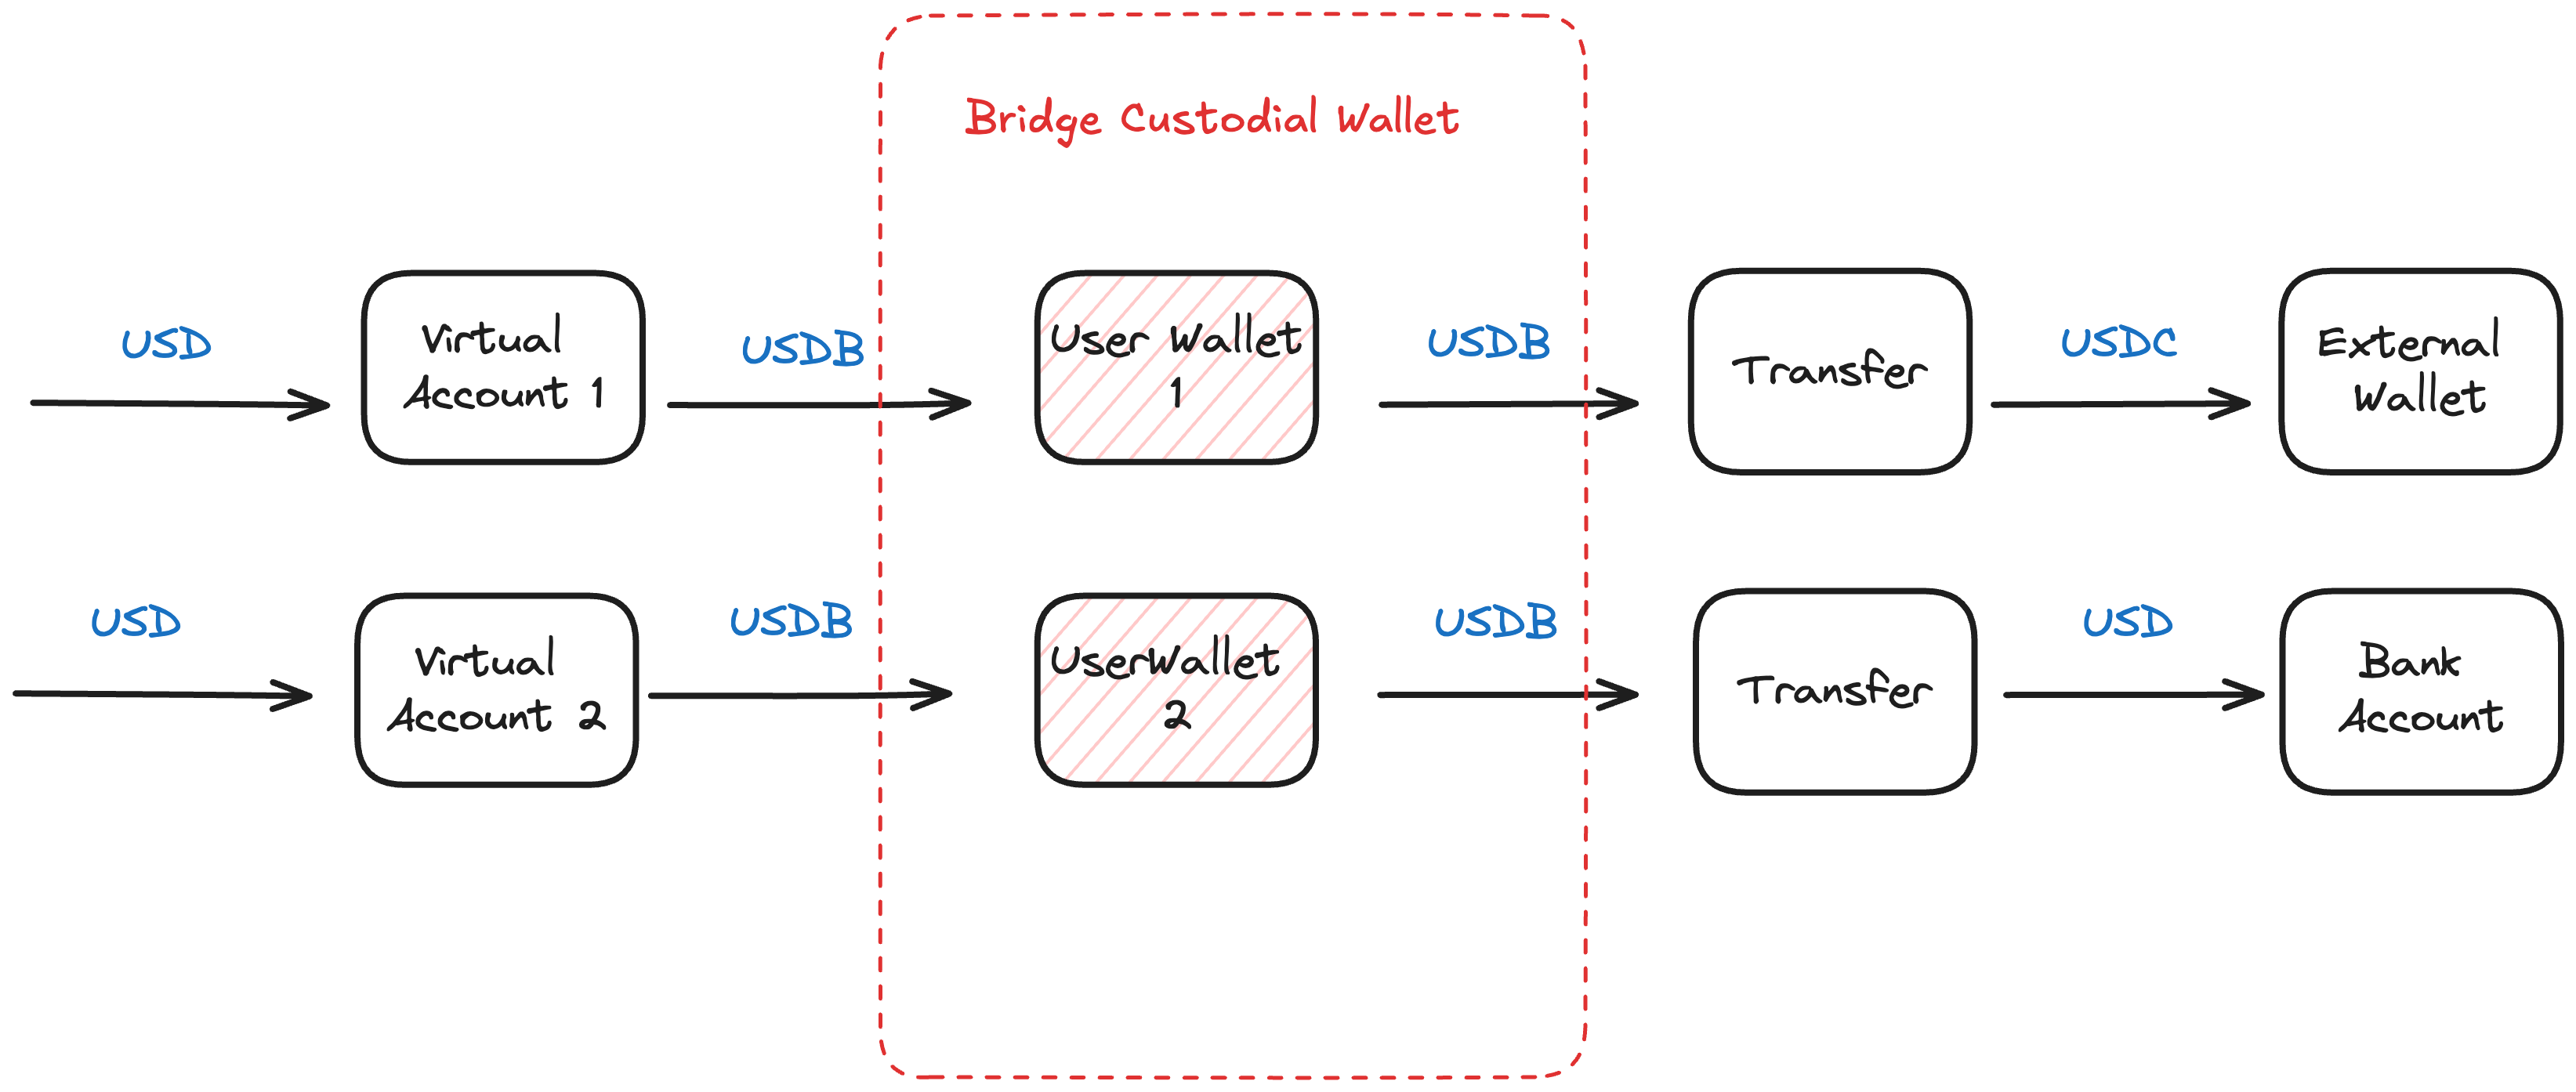 Bridge Custodial Wallet
USD
Virtual
Account 1
USDB
User Wallet
1
USDB
Transfer
USDC
External
Wallet
USD
Virtual
Account 2
USDB
UserWallet
2
USDB
Transfer
USD
Bank
Account